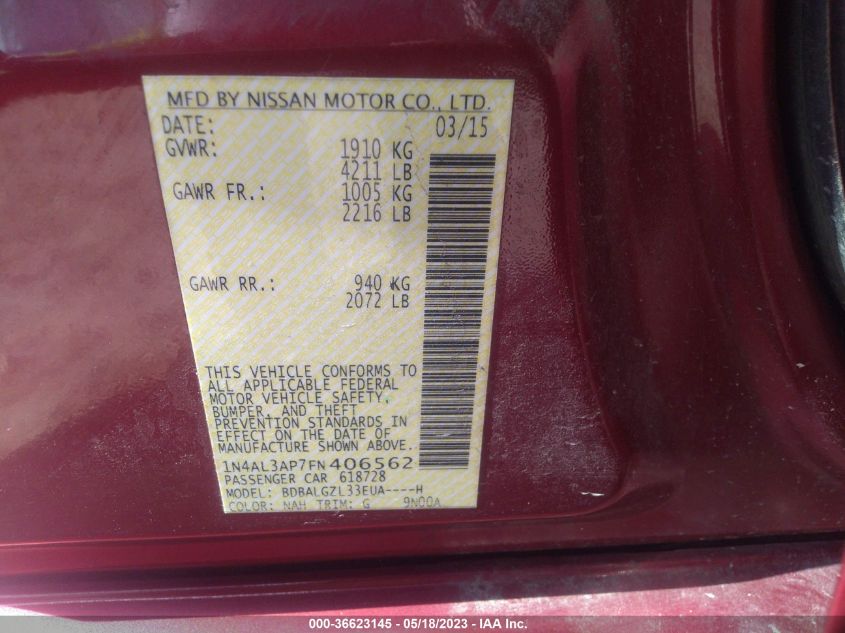 MFD BY NISSAN MOTOR CO., LTD.
DATE: 03/15
GVWR: 1910 KG
4211 LB
GAWR FR.: 1005 KG
2216 LB
GAWR RR.: 940 KG
2072 LB
THIS VEHICLE CONFORMS TO
ALL APPLICABLE FEDERAL
MOTOR VEHICLE SAFETY,
BUMPER, AND THEFT
PREVENTION STANDARDS IN
EFFECT ON THE DATE OF
MANUFACTURE SHOWN ABOVE.
1N4AL3AP7FN406562
PASSENGER CAR 618728
MODEL: BDBALGZL33EUA----H
COLOR: NAH TRIM: G 9N00A
000-36623145 - 05/18/2023 - IAA Inc.